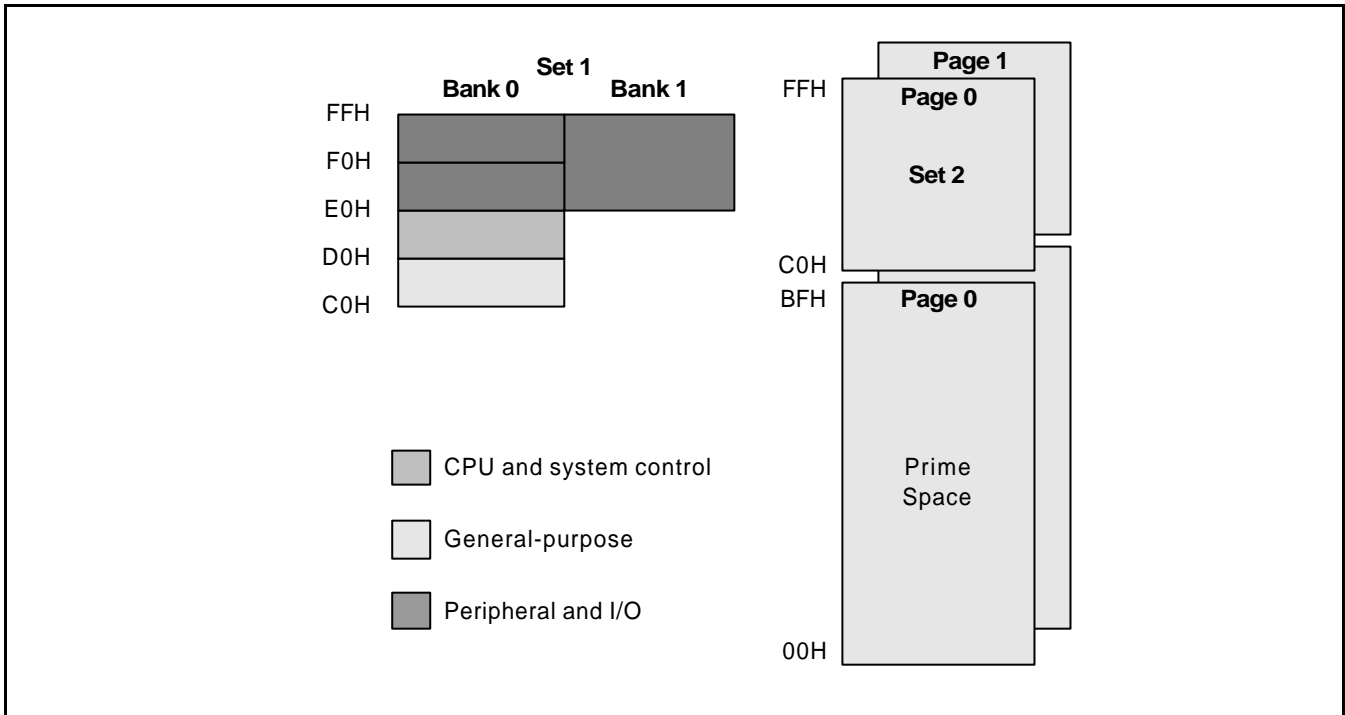 Set 1
Bank 0 Bank 1
FFH
F0H
E0H
D0H
C0H
CPU and system control
General-purpose
Peripheral and I/O
Page 1
FFH
Page 0
Set 2
C0H
BFH
Page 0
Prime
Space
00H